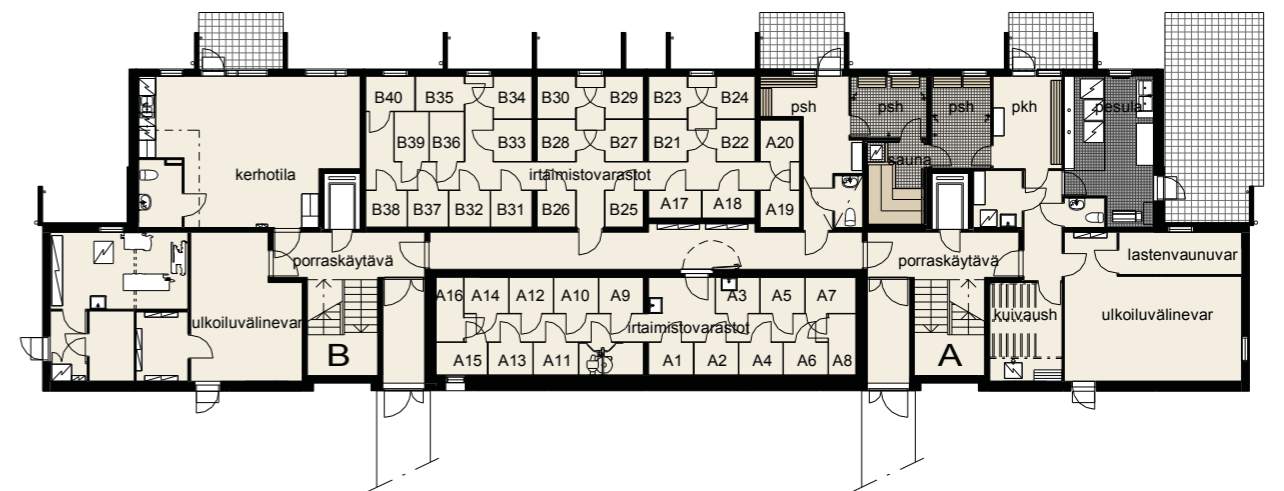 B40 B35 B34 B30 B29 B23 B24 psh psh psh pkh pesula
B39 B36 B33 B28 B27 B21 B22 A20
sauna
kerhotila irtaimistovarastot
B38 B37 B32 B31 B26 B25 A17 A18 A19
porraskäytävä porraskäytävä lastenvaunuvar
A16 A14 A12 A10 A9 A3 A5 A7
ulkoiluvälinevar irtaimistovarastot kuivaush ulkoiluvälinevar
B A15 A13 A11 A1 A2 A4 A6 A8 A